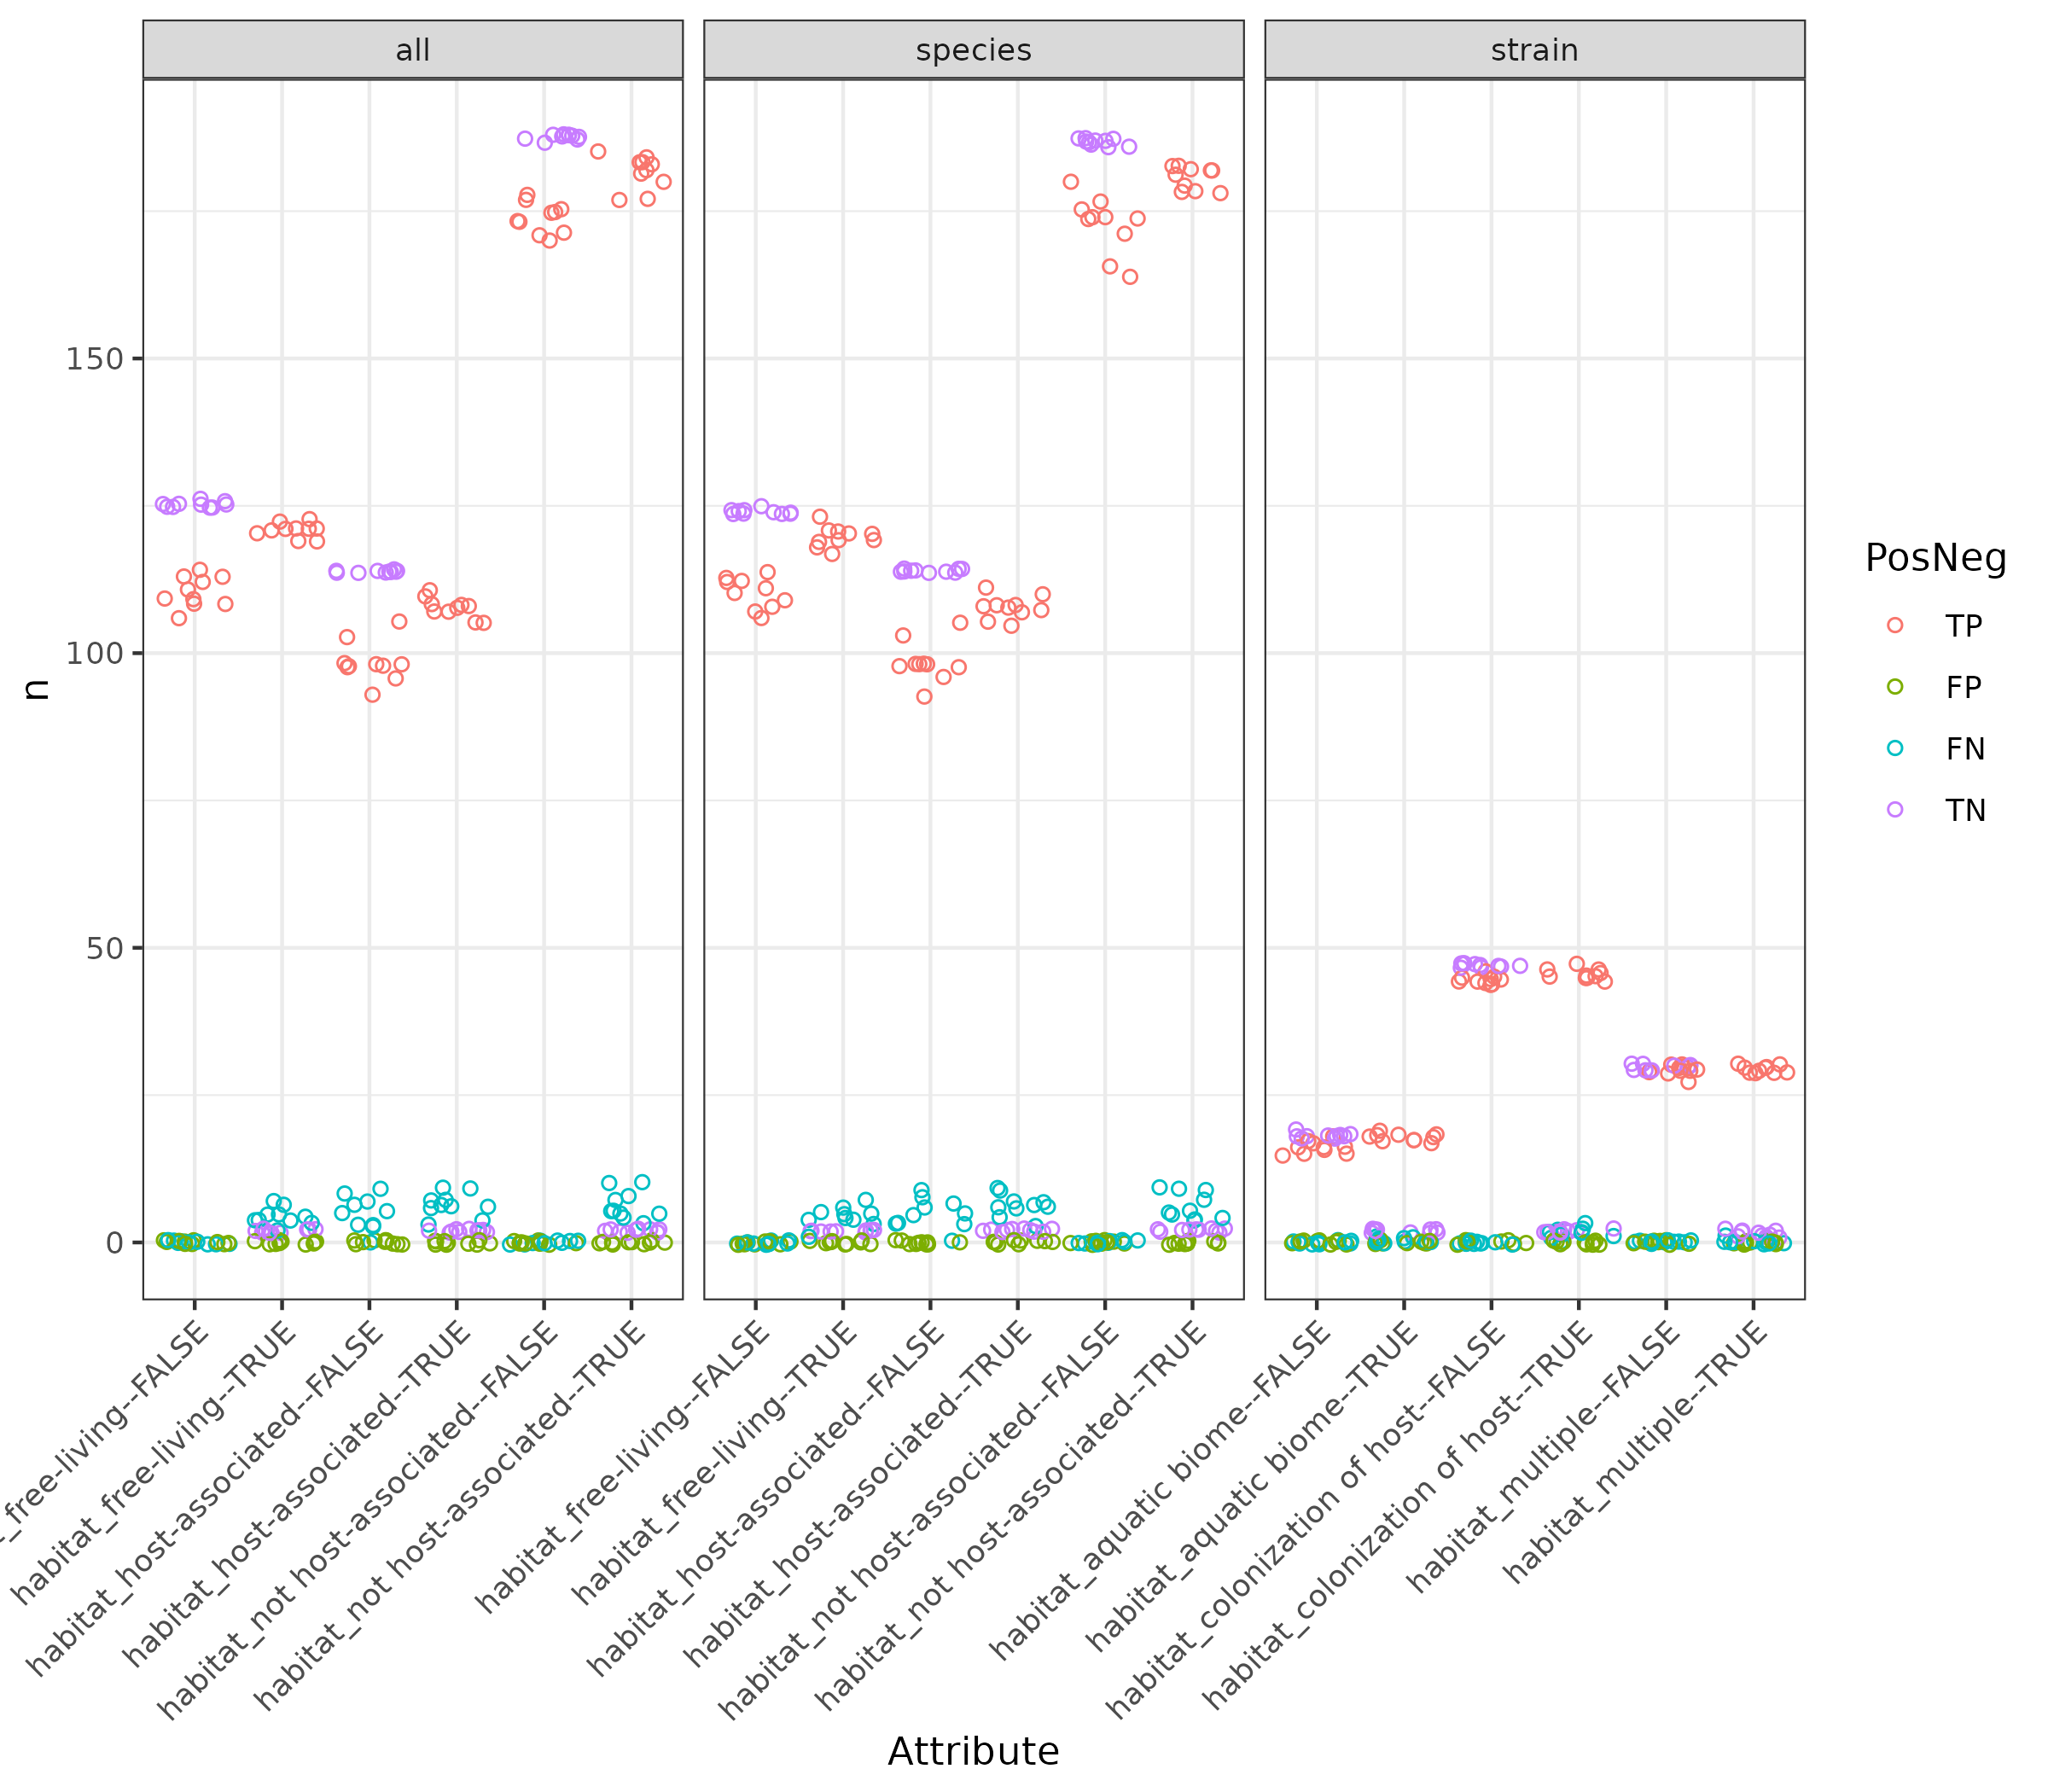 all
species
strain
n
150
100
50
0
t_free-living--FALSE
habitat_free-living--TRUE
habitat_host-associated--FALSE
habitat_host-associated--TRUE
habitat_not host-associated--FALSE
habitat_not host-associated--TRUE
habitat_free-living--FALSE
habitat_free-living--TRUE
habitat_host-associated--FALSE
habitat_host-associated--TRUE
habitat_not host-associated--FALSE
habitat_not host-associated--TRUE
habitat_aquatic biome--FALSE
habitat_aquatic biome--TRUE
habitat_colonization of host--FALSE
habitat_colonization of host--TRUE
habitat_multiple--FALSE
habitat_multiple--TRUE
Attribute
PosNeg
TP
FP
FN
TN